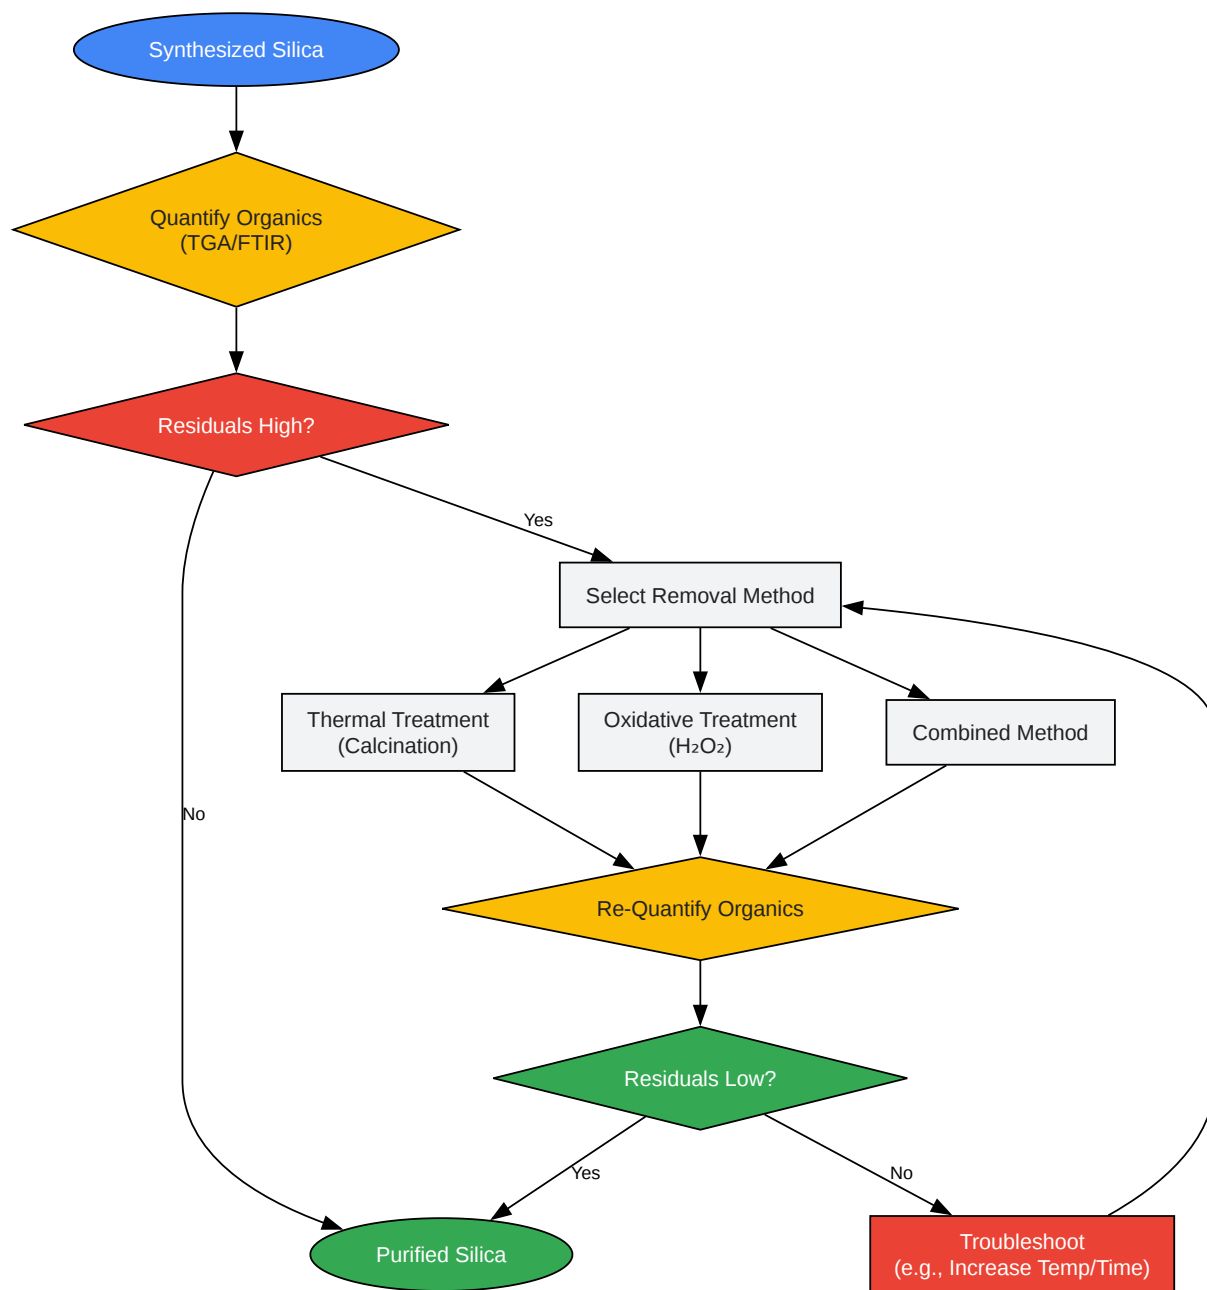 Synthesized Silica
Quantify Organics
(TGA/FTIR)
Residuals High?
Yes
Select Removal Method
Thermal Treatment
(Calcination)
Oxidative Treatment
(H₂O₂)
Combined Method
No
Re-Quantify Organics
Residuals Low?
Yes
No
Purified Silica
Troubleshoot
(e.g., Increase Temp/Time)